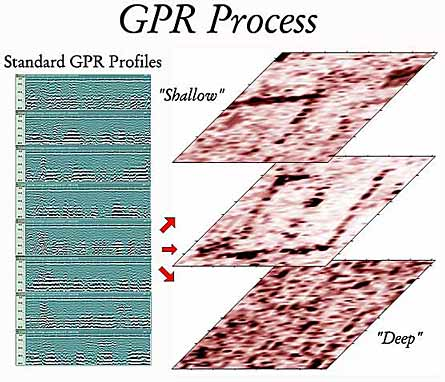 GPR Process
Standard GPR Profiles
"Shallow"
"Deep"